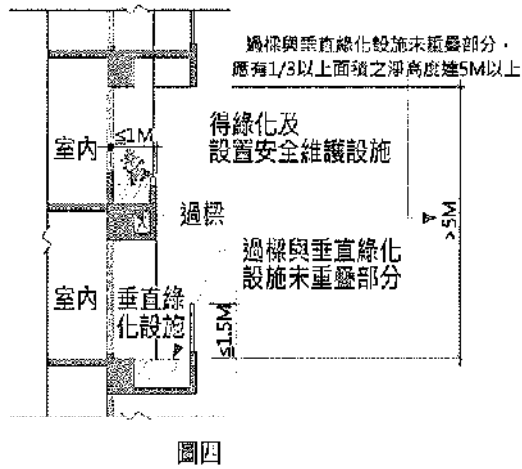 過樑與垂直綠化設施未重疊部分，
應有1/3以上面積之淨高度達5M以上
≤1M
得綠化及
設置安全維護設施
室內
過樑
>5M
過樑與垂直綠化
設施未重疊部分
室內
垂直綠
化設施
≤1.5M
圖四